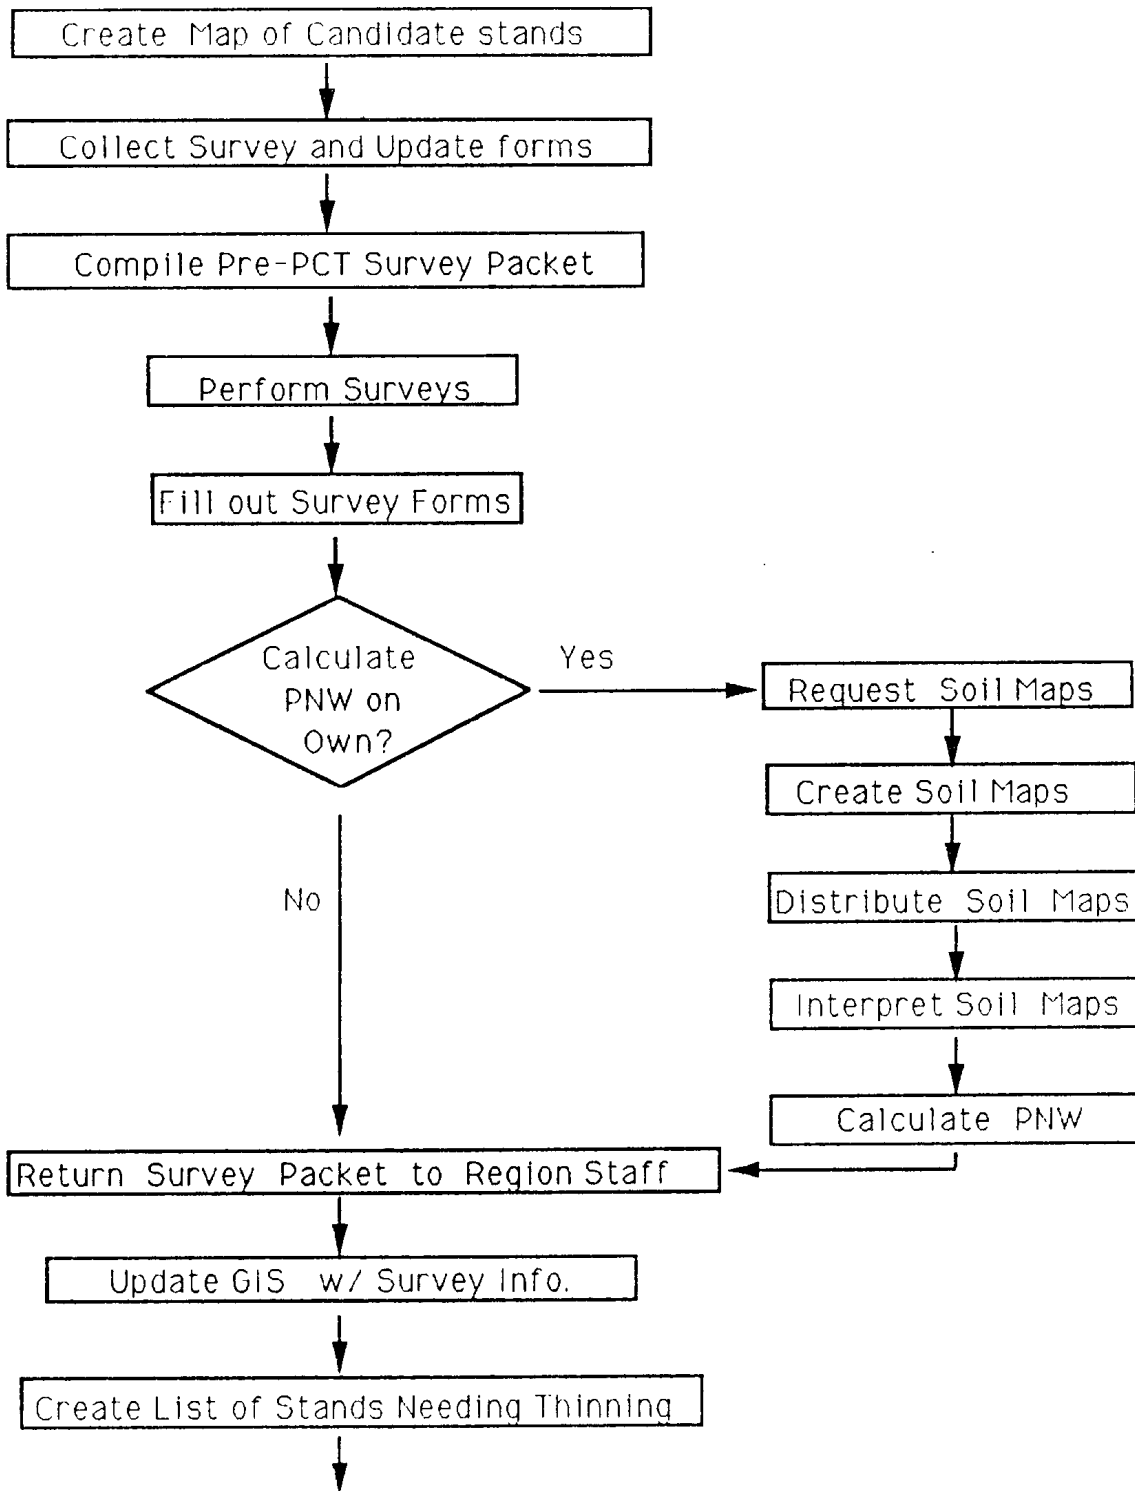 Create Map of Candidate stands
Collect Survey and Update forms
Compile Pre-PCT Survey Packet
Perform Surveys
Fill out Survey Forms
Calculate
PNW on
Own?
Yes
No
Request Soil Maps
Create Soil Maps
Distribute Soil Maps
Interpret Soil Maps
Calculate PNW
Return Survey Packet to Region Staff
Update GIS w/ Survey Info.
Create List of Stands Needing Thinning